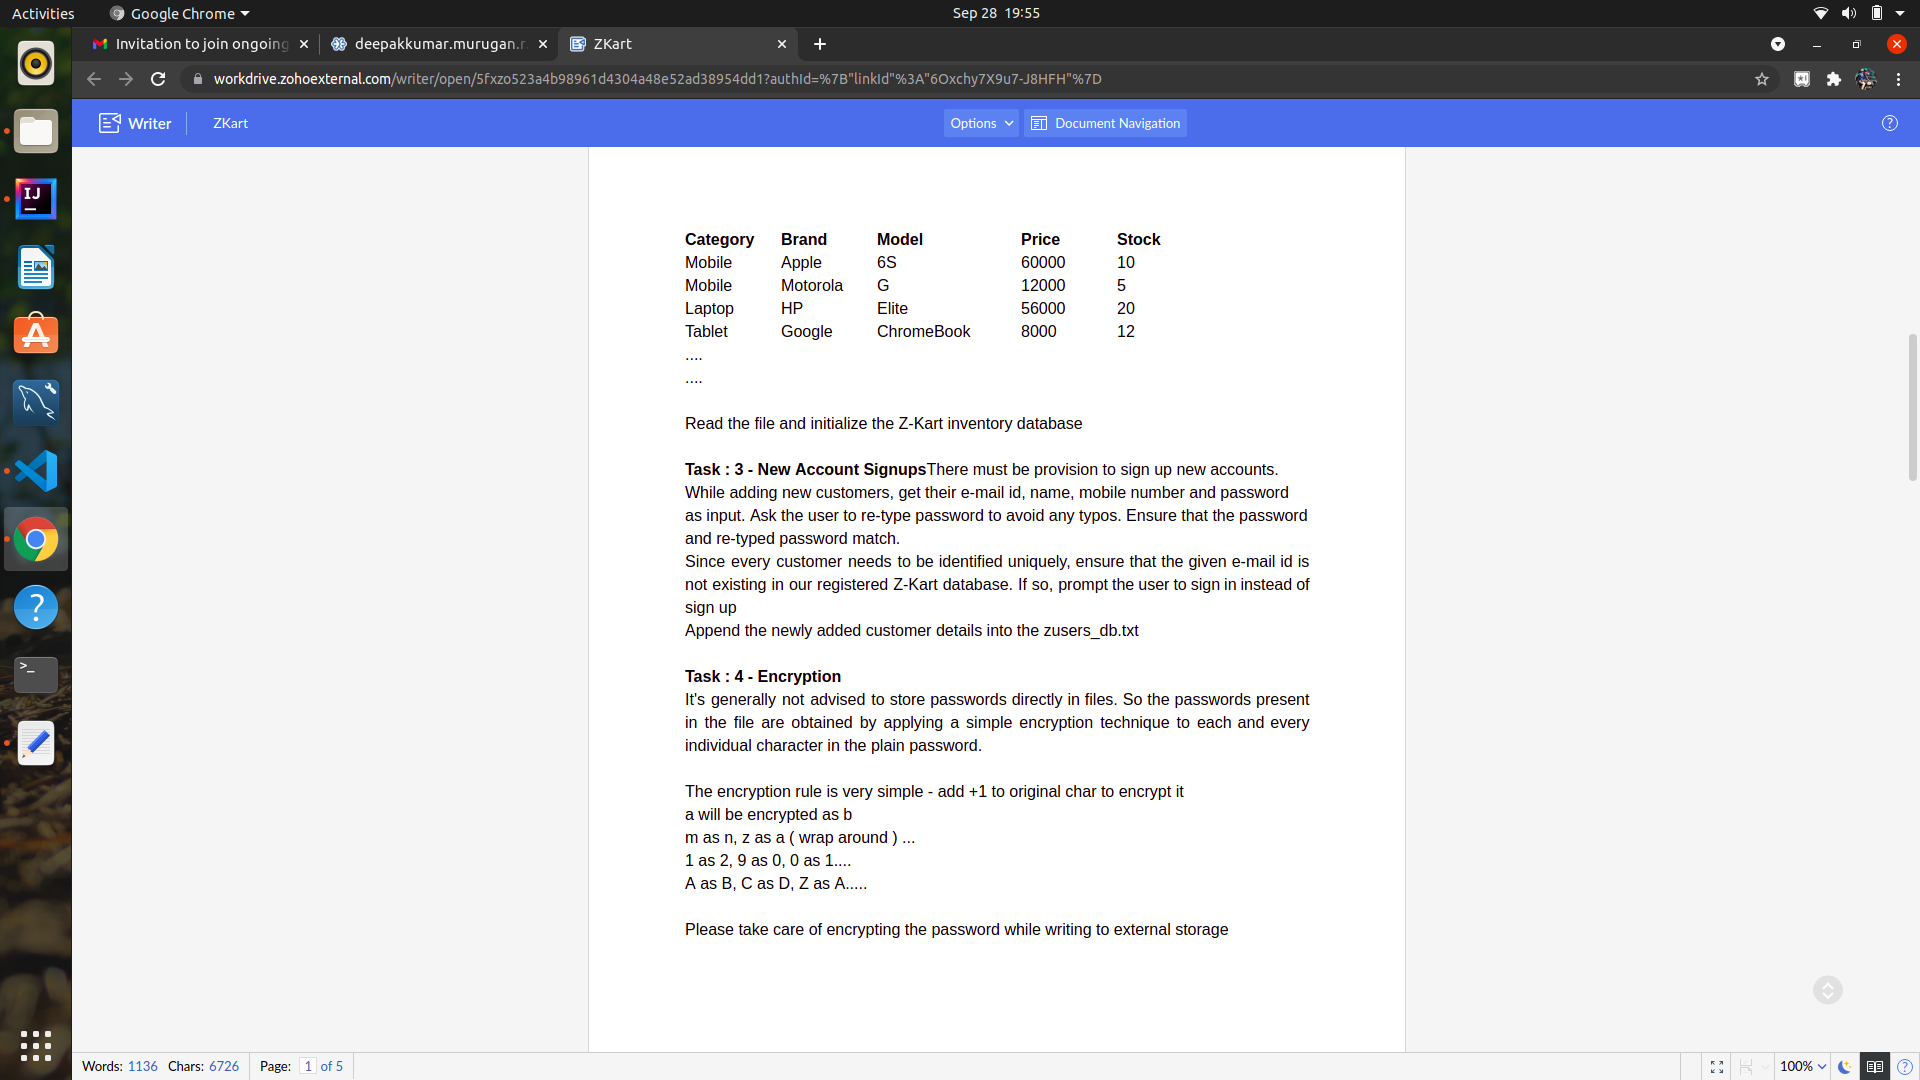 Activities
Google Chrome
Sep 28 19:55
Invitation to join ongoing
deepakkumar.murugan.r
ZKart
workdrive.zohoexternal.com/writer/open/5fxzo523a4b98961d4304a48e52ad38954dd1?authId=%7B"linkId"%3A"6Oxchy7X9u7-J8HFH"%7D
Writer
ZKart
Options
Document Navigation
?
Category Brand Model Price Stock
Mobile Apple 6S 60000 10
Mobile Motorola G 12000 5
Laptop HP Elite 56000 20
Tablet Google ChromeBook 8000 12
....
....
Read the file and initialize the Z-Kart inventory database
Task : 3 - New Account SignupsThere must be provision to sign up new accounts.
While adding new customers, get their e-mail id, name, mobile number and password
as input. Ask the user to re-type password to avoid any typos. Ensure that the password
and re-typed password match.
Since every customer needs to be identified uniquely, ensure that the given e-mail id is
not existing in our registered Z-Kart database. If so, prompt the user to sign in instead of
sign up
Append the newly added customer details into the zusers_db.txt
Task : 4 - Encryption
It's generally not advised to store passwords directly in files. So the passwords present
in the file are obtained by applying a simple encryption technique to each and every
individual character in the plain password.
The encryption rule is very simple - add +1 to original char to encrypt it
a will be encrypted as b
m as n, z as a ( wrap around ) ...
1 as 2, 9 as 0, 0 as 1....
A as B, C as D, Z as A.....
Please take care of encrypting the password while writing to external storage
IJ
A
?
>_
Words: 1136 Chars: 6726 Page: 1 of 5
100%
?